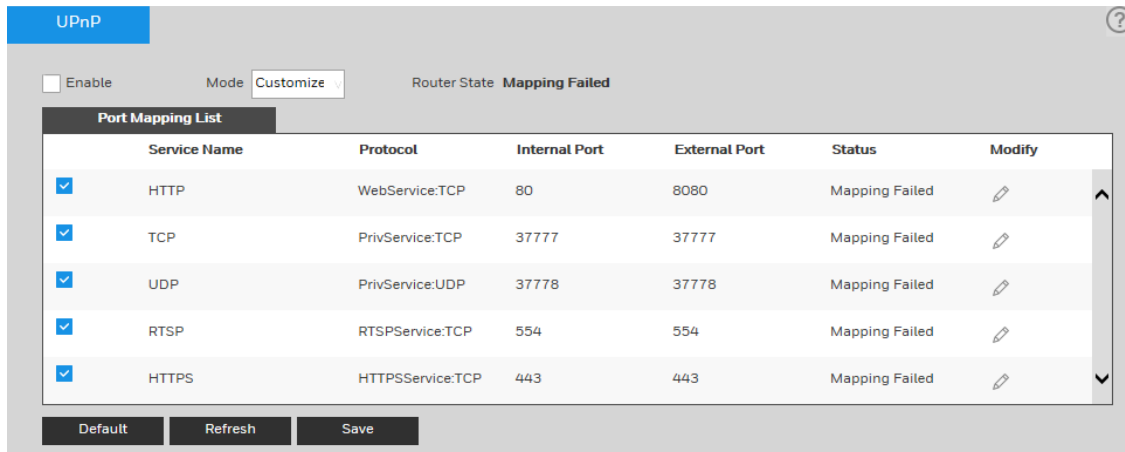 UPnP
?
Enable Mode Customize Router State Mapping Failed
Port Mapping List
Service Name Protocol Internal Port External Port Status Modify
HTTP WebService:TCP 80 8080 Mapping Failed
TCP PrivService:TCP 37777 37777 Mapping Failed
UDP PrivService:UDP 37778 37778 Mapping Failed
RTSP RTSPService:TCP 554 554 Mapping Failed
HTTPS HTTPSService:TCP 443 443 Mapping Failed
Default Refresh Save